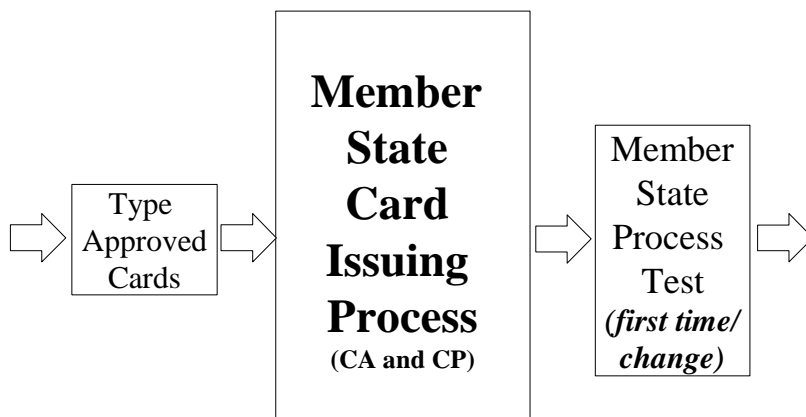 Type
Approved
Cards
Member
State
Card
Issuing
Process
(CA and CP)
Member
State
Process
Test
(first time/
change)